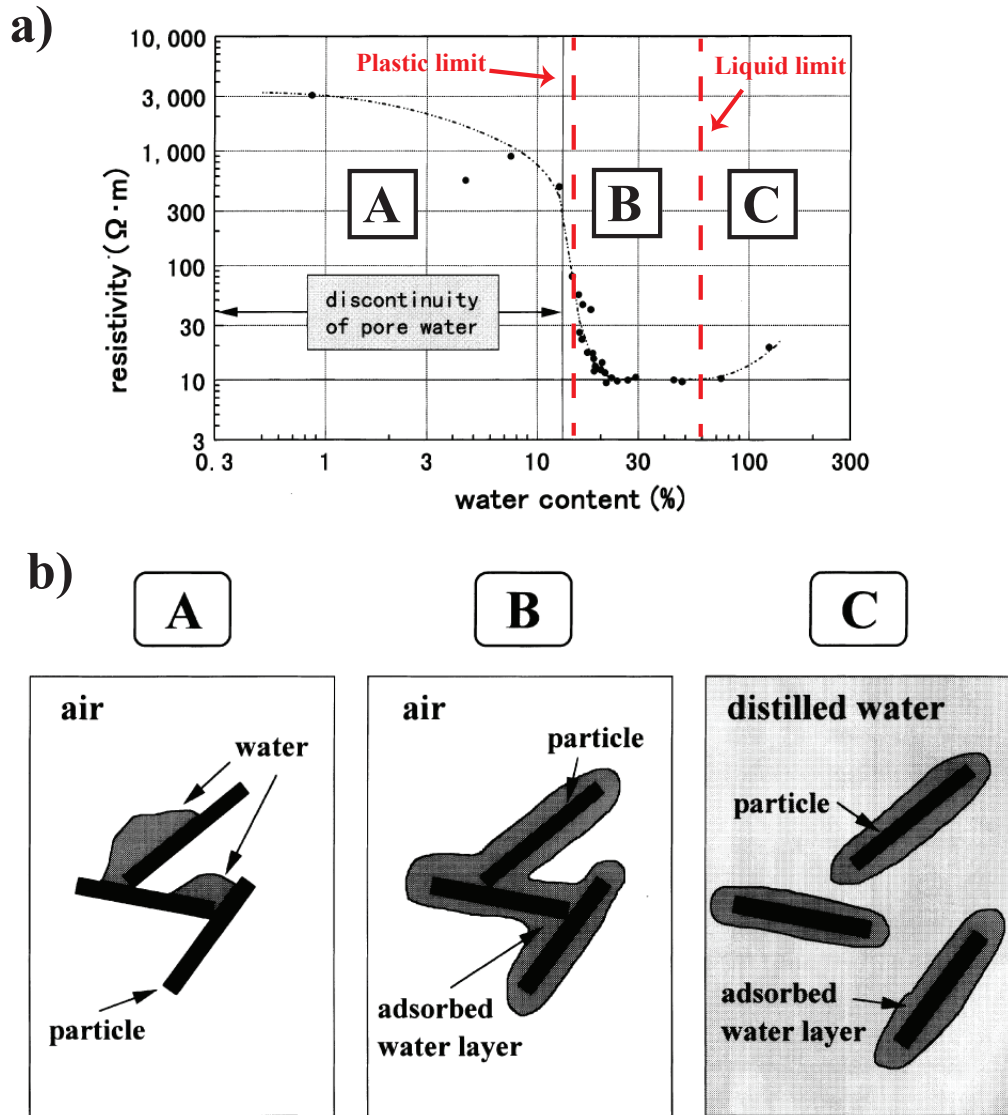 a)
10,000
3,000
1,000
300
100
30
10
3
resistivity (Ω·m)
Plastic limit
Liquid limit
A
B
C
discontinuity
of pore water
0.3
1
3
10
30
100
300
water content (%)
b)
A
B
C
air
water
particle
air
particle
adsorbed
water layer
distilled water
particle
adsorbed
water layer